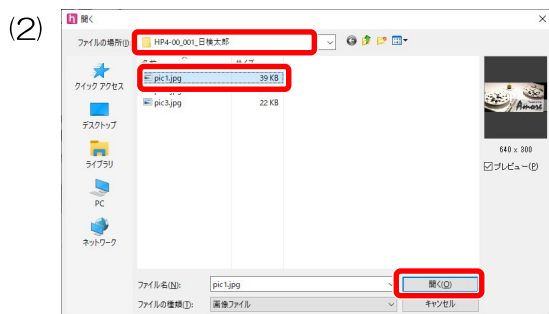 (2)
開く
ファイルの場所(I):
HP4-00_001_日検太郎
pic1.jpg 39 KB
pic3.jpg 22 KB
クイック アクセス
デスクトップ
ライブラリ
PC
ネットワーク
Amore
640 x 300
プレビュー(P)
ファイル名(N): pic1.jpg 開く(O)
ファイルの種類(T): 画像ファイル キャンセル